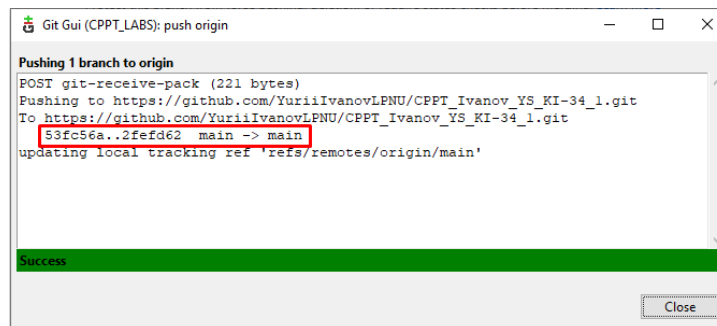 Git Gui (CPPT_LABS): push origin
Pushing 1 branch to origin
POST git-receive-pack (221 bytes)
Pushing to https://github.com/YuriiIvanovLPNU/CPPT_Ivanov_YS_KI-34_1.git
To https://github.com/YuriiIvanovLPNU/CPPT_Ivanov_YS_KI-34_1.git
53fc56a..2fefd62 main -> main
updating local tracking ref 'refs/remotes/origin/main'
Success
Close